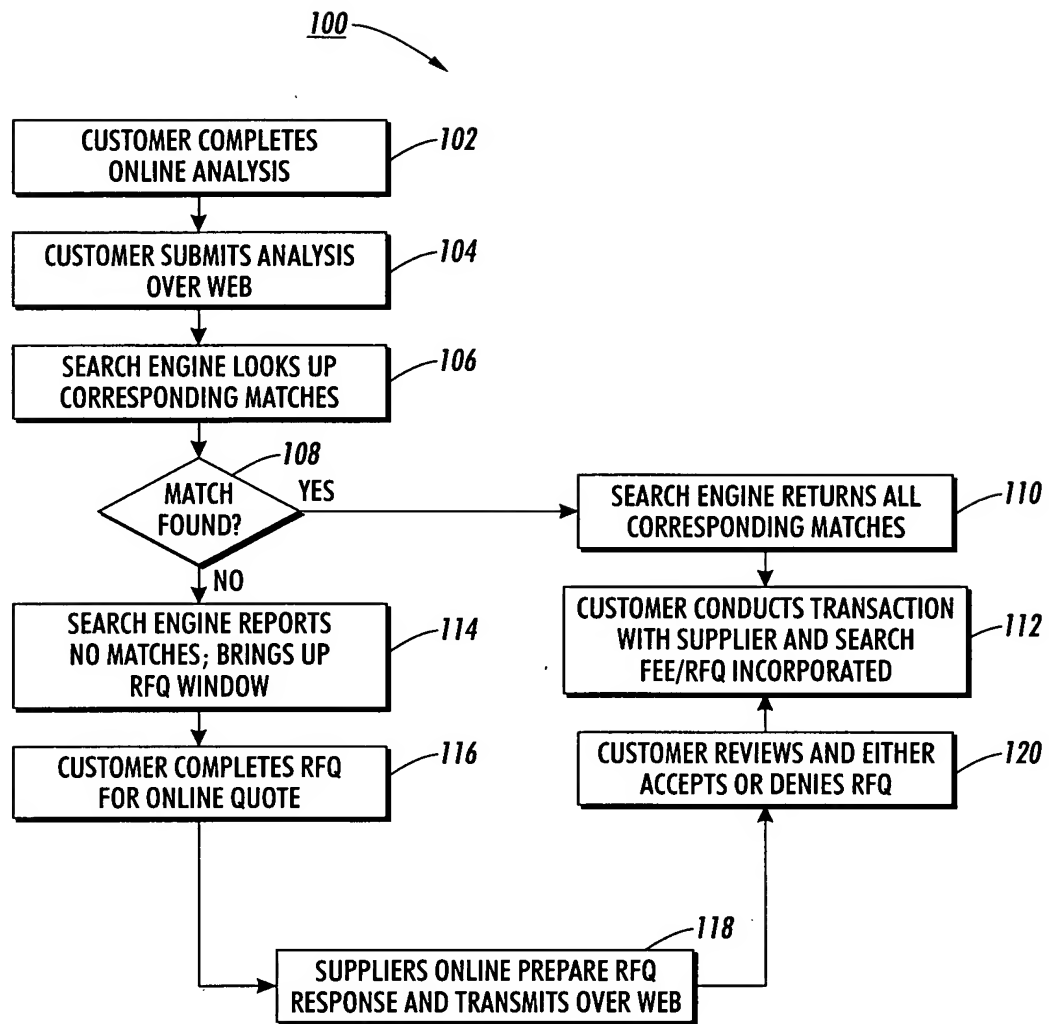 100
CUSTOMER COMPLETES
ONLINE ANALYSIS
102
CUSTOMER SUBMITS ANALYSIS
OVER WEB
104
SEARCH ENGINE LOOKS UP
CORRESPONDING MATCHES
106
MATCH
FOUND?
108
YES
NO
SEARCH ENGINE RETURNS ALL
CORRESPONDING MATCHES
110
CUSTOMER CONDUCTS TRANSACTION
WITH SUPPLIER AND SEARCH
FEE/RFQ INCORPORATED
112
SEARCH ENGINE REPORTS
NO MATCHES; BRINGS UP
RFQ WINDOW
114
CUSTOMER COMPLETES RFQ
FOR ONLINE QUOTE
116
SUPPLIERS ONLINE PREPARE RFQ
RESPONSE AND TRANSMITS OVER WEB
118
CUSTOMER REVIEWS AND EITHER
ACCEPTS OR DENIES RFQ
120